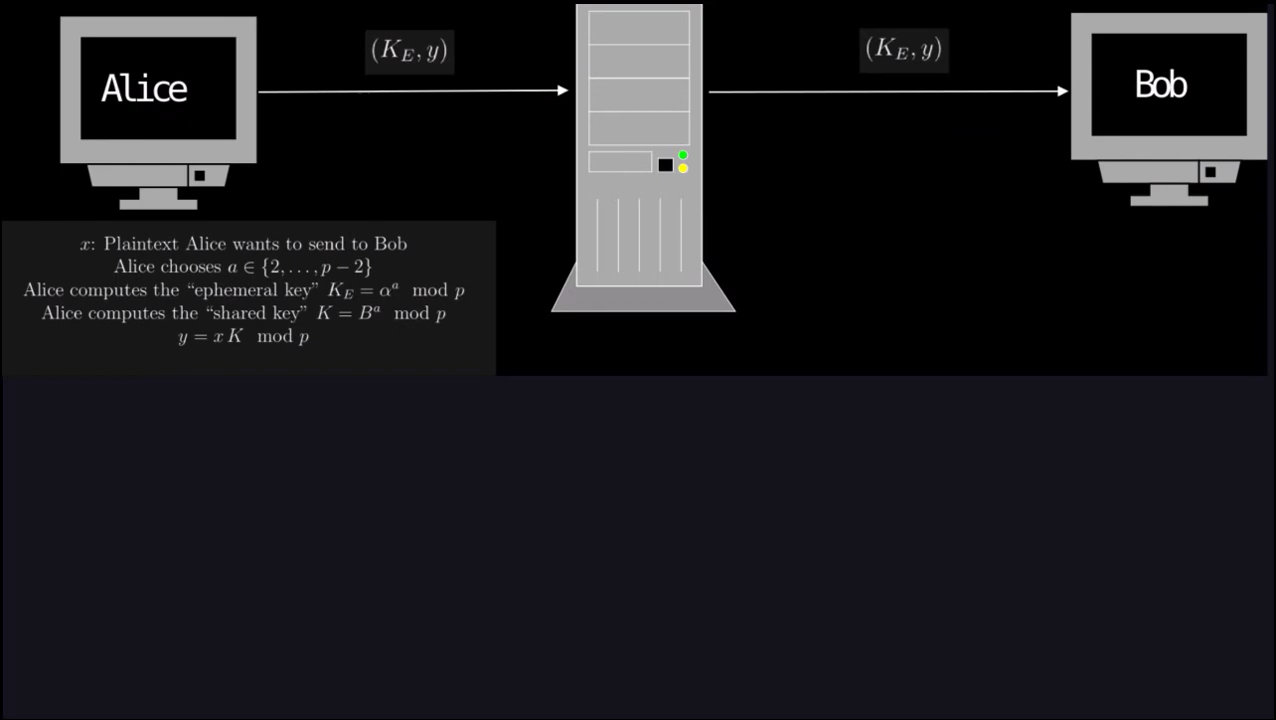 Alice
(K_E, y)
(K_E, y)
Bob
x: Plaintext Alice wants to send to Bob
Alice chooses a ∈ {2, . . . , p − 2}
Alice computes the “ephemeral key” K_E = α^a mod p
Alice computes the “shared key” K = B^a mod p
y = x K mod p